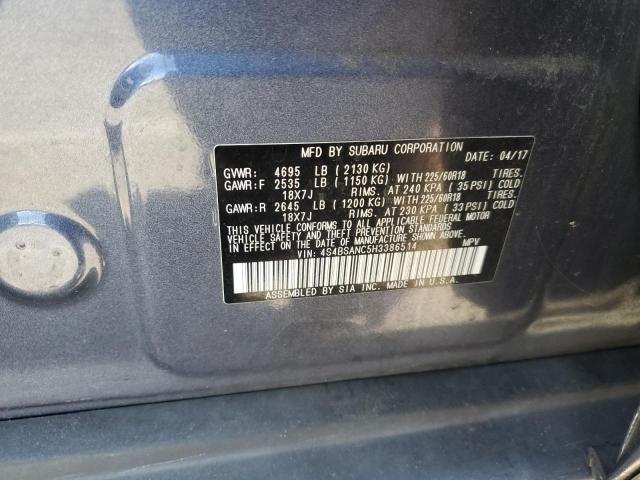 MFD BY SUBARU CORPORATION DATE: 04/17
GVWR: 4695 LB ( 2130 KG)
GAWR:F 2535 LB ( 1150 KG) WITH 225/60R18 TIRES.
18X7J RIMS. AT 240 KPA ( 35 PSI) COLD
GAWR:R 2645 LB ( 1200 KG) WITH 225/60R18 TIRES.
18X7J RIMS. AT 230 KPA ( 33 PSI) COLD
THIS VEHICLE CONFORMS TO ALL APPLICABLE FEDERAL MOTOR
VEHICLE SAFETY AND BUMPER AND
THEFT PREVENTION STANDARDS IN EFFECT
ON THE DATE OF MANUFACTURE SHOWN ABOVE.
VIN: 4S4BSANC5H3386514 MPV
ASSEMBLED BY SIA INC. MADE IN U.S.A.